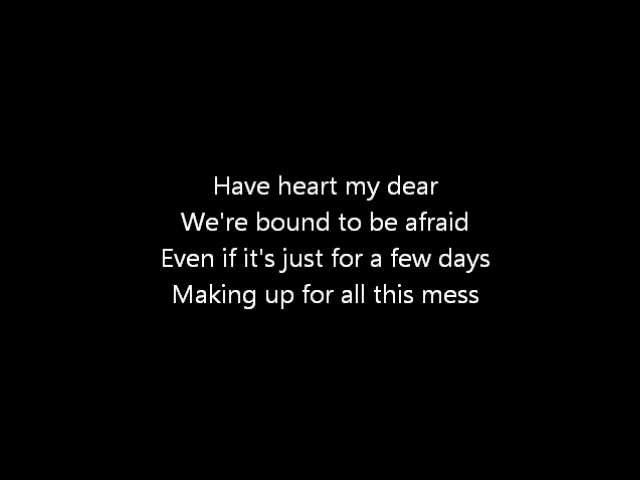 Have heart my dear
We're bound to be afraid
Even if it's just for a few days
Making up for all this mess